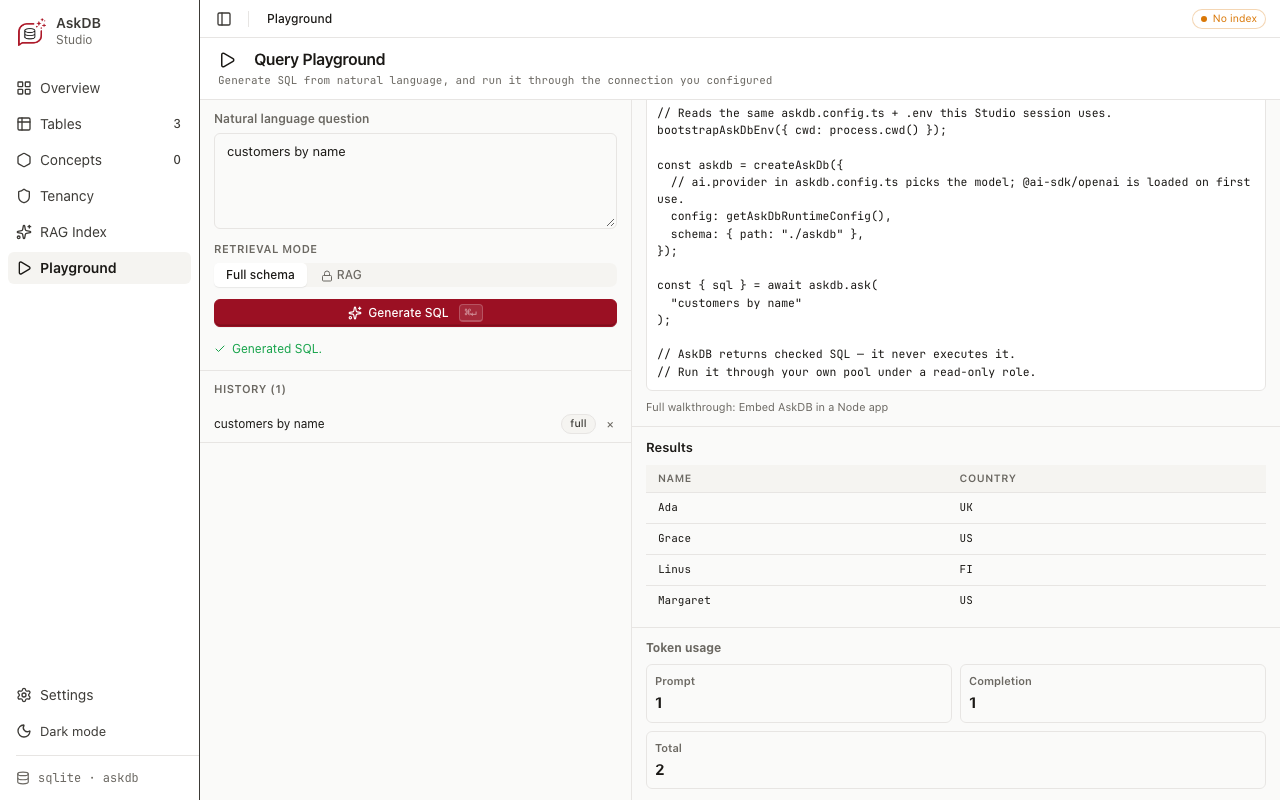 AskDB
Studio
Overview
Tables 3
Concepts 0
Tenancy
RAG Index
Playground
Settings
Dark mode
sqlite · askdb
Playground
No index
Query Playground
Generate SQL from natural language, and run it through the connection you configured
Natural language question
customers by name
RETRIEVAL MODE
Full schema RAG
Generate SQL ⌘↵
Generated SQL.
HISTORY (1)
customers by name full ×
// Reads the same askdb.config.ts + .env this Studio session uses.
bootstrapAskDbEnv({ cwd: process.cwd() });
const askdb = createAskDb({
// ai.provider in askdb.config.ts picks the model; @ai-sdk/openai is loaded on first
use.
config: getAskDbRuntimeConfig(),
schema: { path: "./askdb" },
});
const { sql } = await askdb.ask(
"customers by name"
);
// AskDB returns checked SQL — it never executes it.
// Run it through your own pool under a read-only role.
Full walkthrough: Embed AskDB in a Node app
Results
NAME COUNTRY
Ada UK
Grace US
Linus FI
Margaret US
Token usage
Prompt Completion
1 1
Total
2